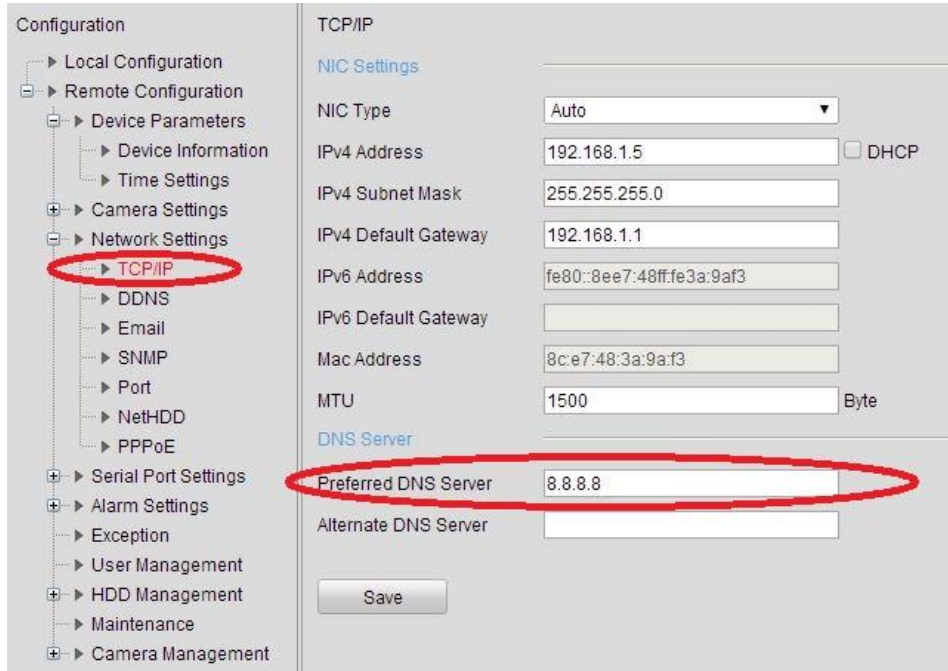 Configuration
Local Configuration
Remote Configuration
Device Parameters
Device Information
Time Settings
Camera Settings
Network Settings
TCP/IP
DDNS
Email
SNMP
Port
NetHDD
PPPoE
Serial Port Settings
Alarm Settings
Exception
User Management
HDD Management
Maintenance
Camera Management
TCP/IP
NIC Settings
NIC Type Auto
IPv4 Address 192.168.1.5 DHCP
IPv4 Subnet Mask 255.255.255.0
IPv4 Default Gateway 192.168.1.1
IPv6 Address fe80::8ee7:48ff:fe3a:9af3
IPv6 Default Gateway
Mac Address 8c:e7:48:3a:9a:f3
MTU 1500 Byte
DNS Server
Preferred DNS Server 8.8.8.8
Alternate DNS Server
Save